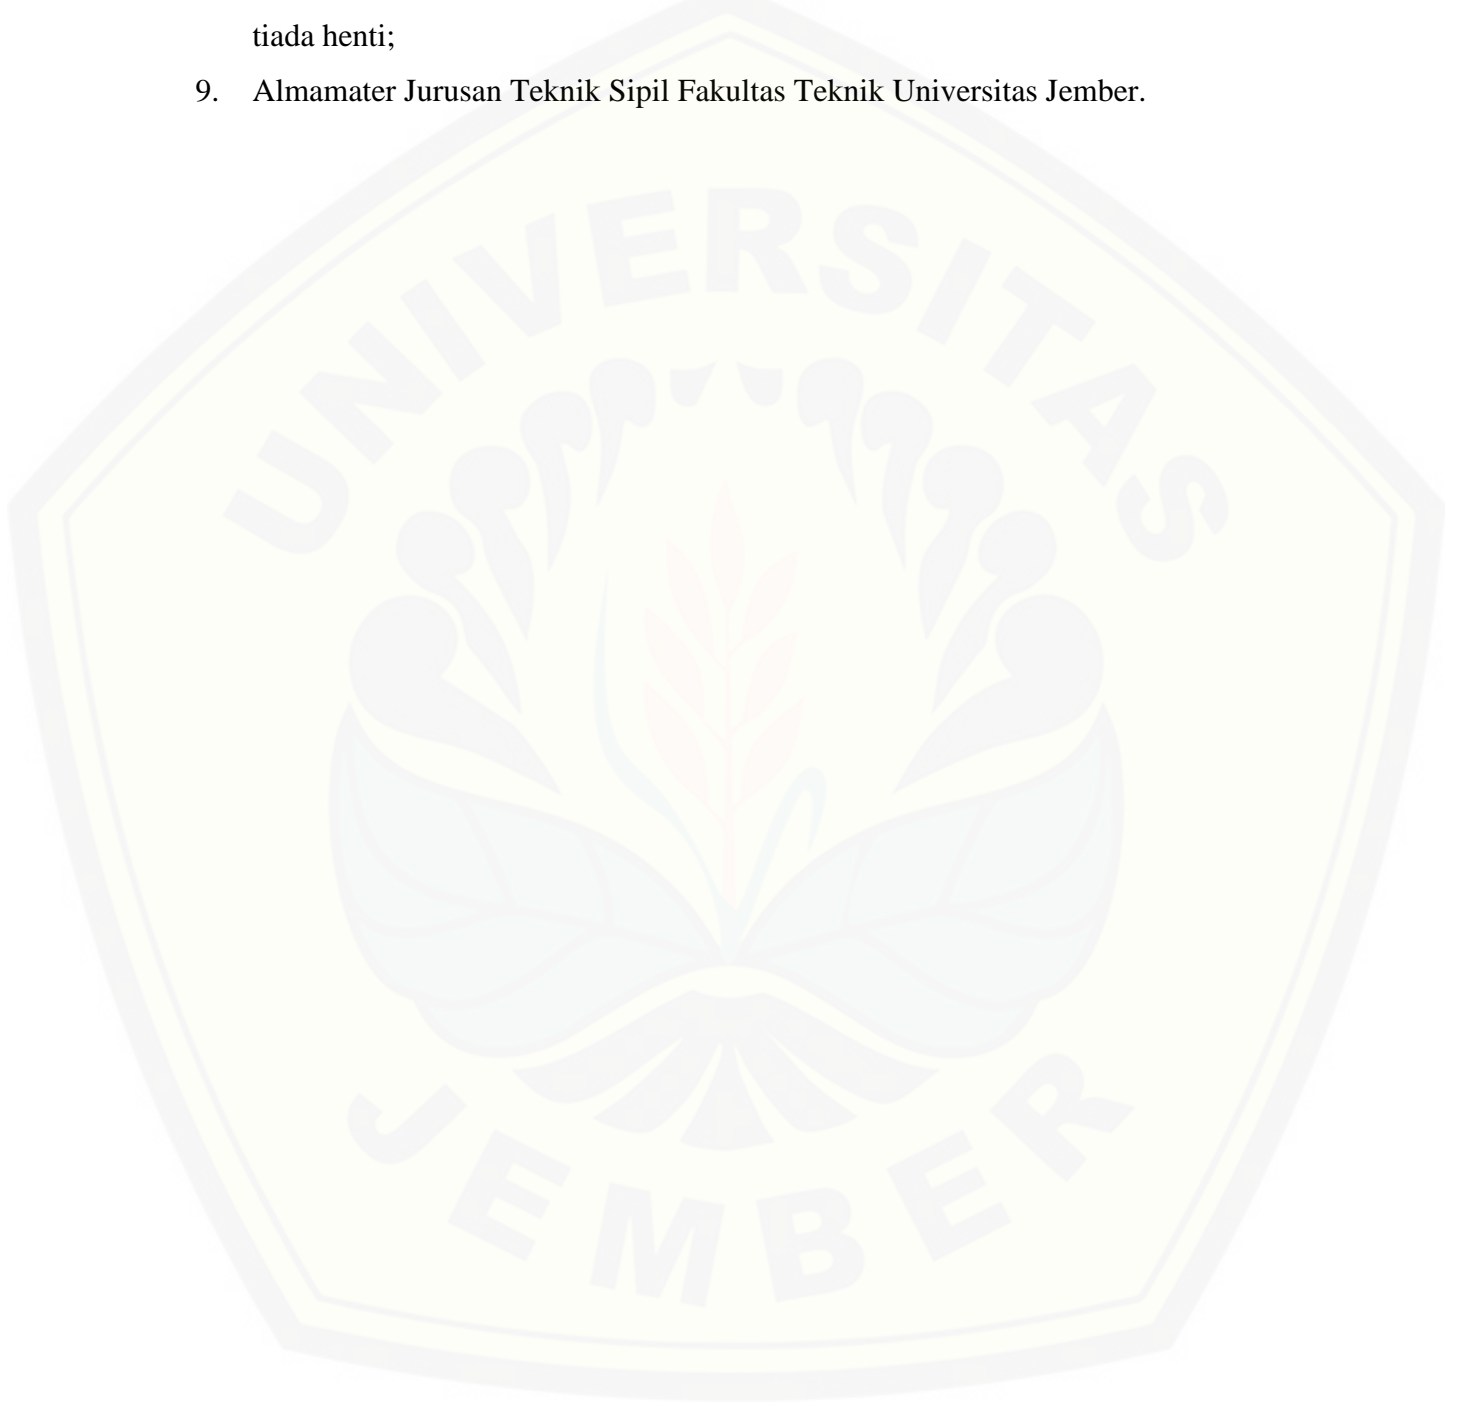 tiada henti;
9. Almamater Jurusan Teknik Sipil Fakultas Teknik Universitas Jember.
UNIVERSITAS
JEMBER